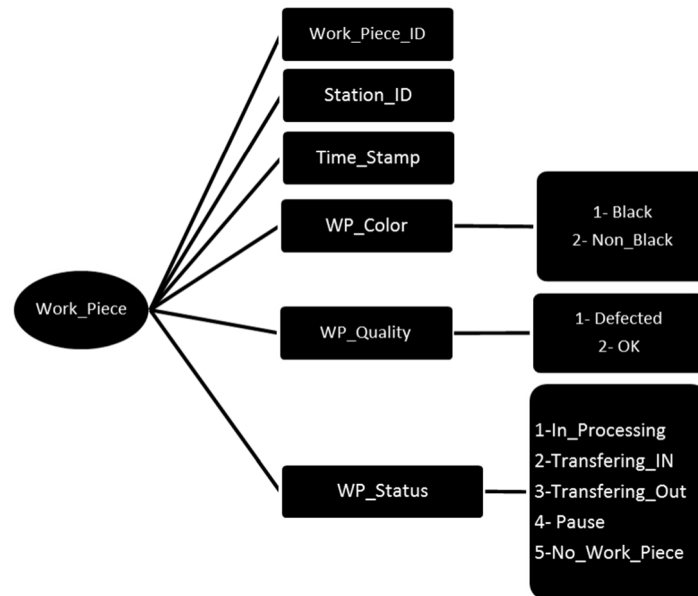 Work_Piece_ID
Station_ID
Time_Stamp
WP_Color
1- Black
2- Non_Black
Work_Piece
WP_Quality
1- Defected
2- OK
WP_Status
1-In_Processing
2-Transfering_IN
3-Transfering_Out
4- Pause
5-No_Work_Piece